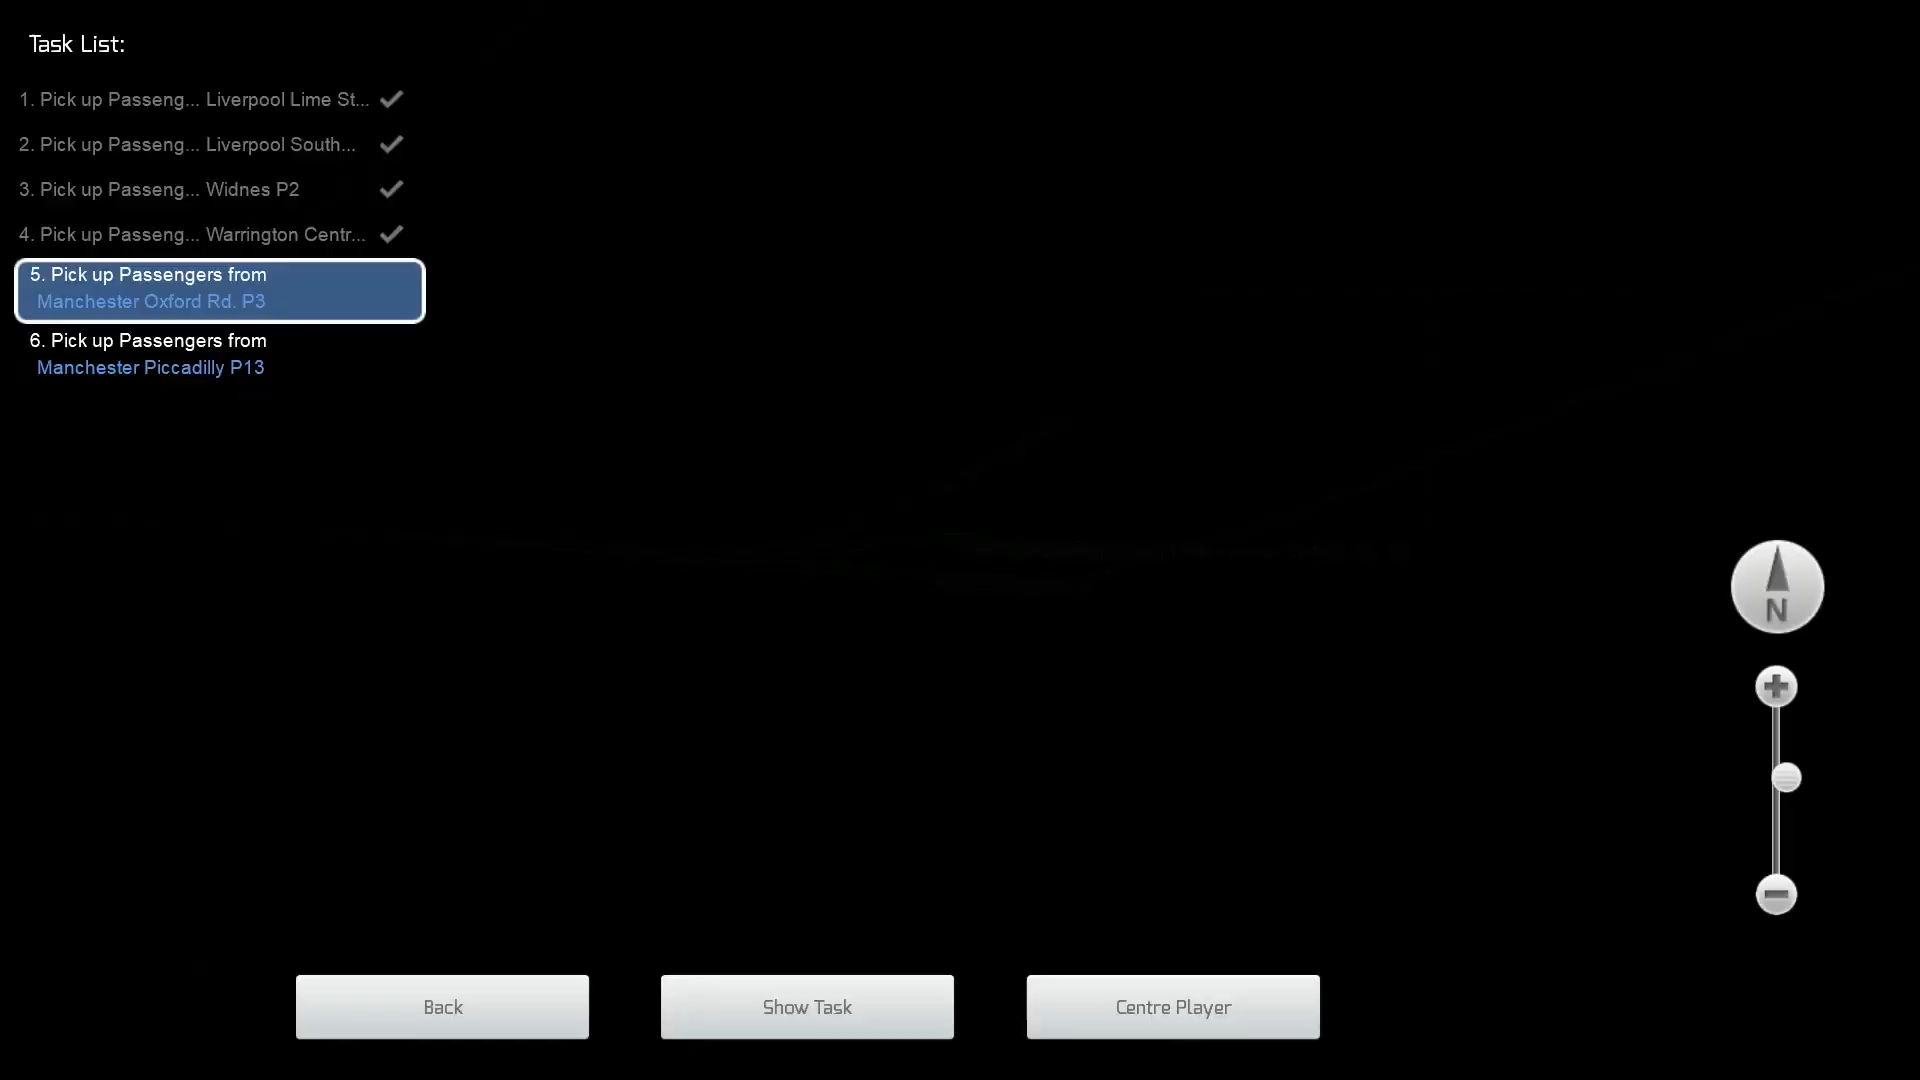 Task List:
1. Pick up Passeng... Liverpool Lime St...
2. Pick up Passeng... Liverpool South...
3. Pick up Passeng... Widnes P2
4. Pick up Passeng... Warrington Centr...
5. Pick up Passengers from
Manchester Oxford Rd. P3
6. Pick up Passengers from
Manchester Piccadilly P13
N
Back
Show Task
Centre Player